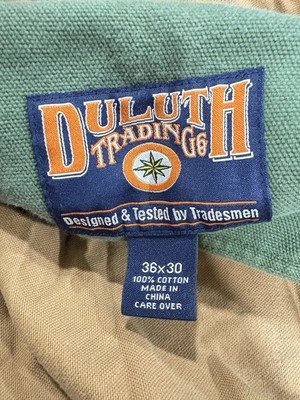 DULUTH
TRADING Co
Designed & Tested by Tradesmen
36x30
100% COTTON
MADE IN
CHINA
CARE OVER